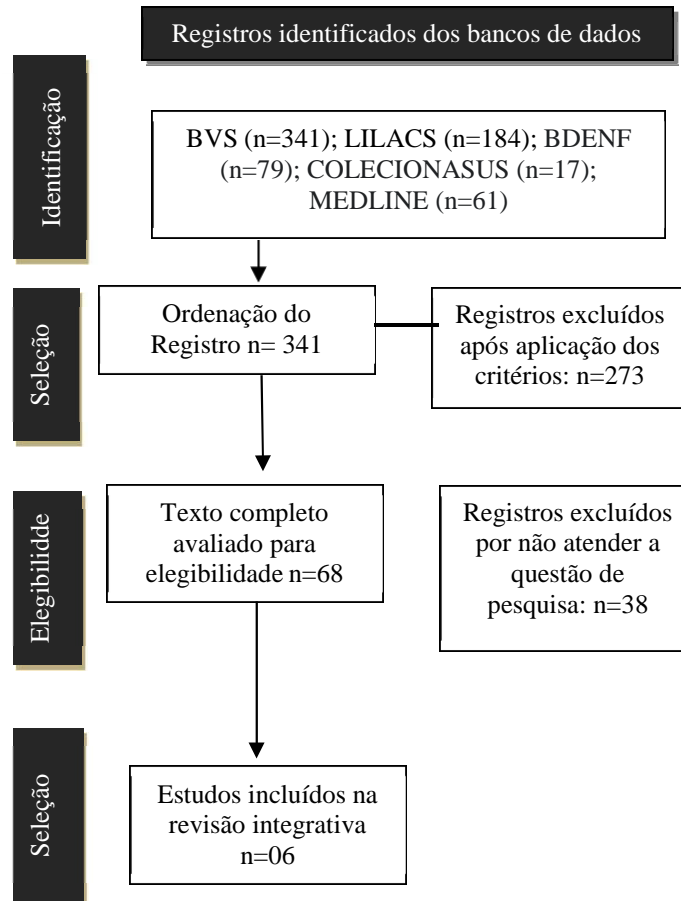 Registros identificados dos bancos de dados
Identificação
BVS (n=341); LILACS (n=184); BDENF
(n=79); COLECIONASUS (n=17);
MEDLINE (n=61)
Seleção
Ordenação do
Registro n= 341
Registros excluídos
após aplicação dos
critérios: n=273
Elegibilidde
Texto completo
avaliado para
elegibilidade n=68
Registros excluídos
por não atender a
questão de
pesquisa: n=38
Seleção
Estudos incluídos na
revisão integrativa
n=06